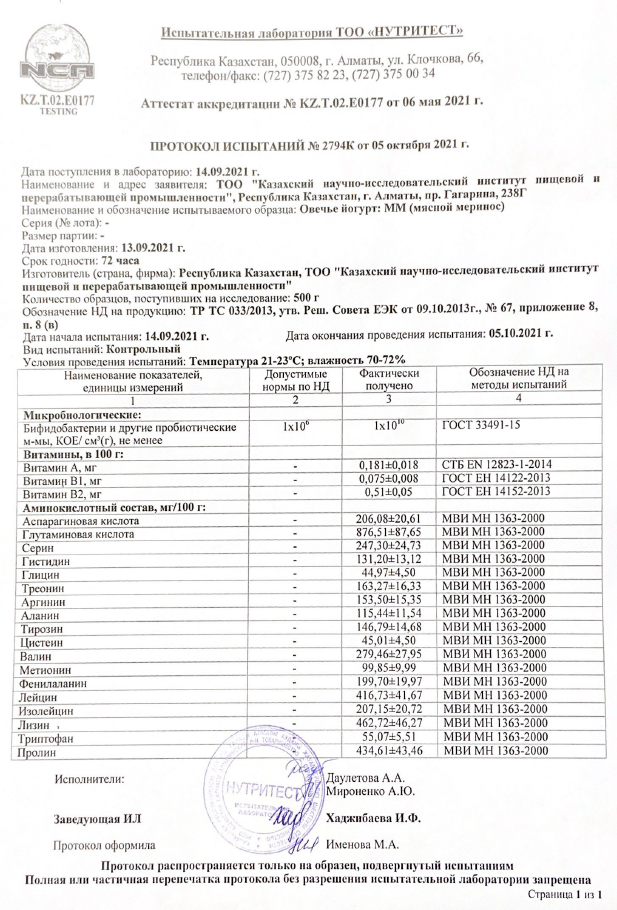 Испытательная лаборатория ТОО «НУТРИТЕСТ»
Республика Казахстан, 050008, г. Алматы, ул. Клочкова, 66,
телефон/факс: (727) 375 82 23, (727) 375 00 34
NCA
KZ.T.02.E0177
TESTING
Аттестат аккредитации № KZ.T.02.E0177 от 06 мая 2021 г.
ПРОТОКОЛ ИСПЫТАНИЙ № 2794К от 05 октября 2021 г.
Дата поступления в лабораторию: 14.09.2021 г.
Наименование и адрес заявителя: ТОО "Казахский научно-исследовательский институт пищевой и
перерабатывающей промышленности", Республика Казахстан, г. Алматы, пр. Гагарина, 238Г
Наименование и обозначение испытываемого образца: Овечье йогурт: ММ (мясной меринос)
Серия (№ лота): -
Размер партии: -
Дата изготовления: 13.09.2021 г.
Срок годности: 72 часа
Изготовитель (страна, фирма): Республика Казахстан, ТОО "Казахский научно-исследовательский институт
пищевой и перерабатывающей промышленности"
Количество образцов, поступивших на исследование: 500 г
Обозначение НД на продукцию: ТР ТС 033/2013, утв. Реш. Совета ЕЭК от 09.10.2013г., № 67, приложение 8,
п. 8 (в)
Дата начала испытания: 14.09.2021 г. Дата окончания проведения испытания: 05.10.2021 г.
Вид испытаний: Контрольный
Условия проведения испытаний: Температура 21-23ºС; влажность 70-72%
Наименование показателей, единицы измерений Допустимые нормы по НД Фактически получено Обозначение НД на методы испытаний
1 2 3 4
Микробиологические:
Бифидобактерии и другие пробиотические 1х10⁶ 1х10¹⁰ ГОСТ 33491-15
м-мы, КОЕ/ см³(г), не менее
Витамины, в 100 г:
Витамин А, мг - 0,181±0,018 СТБ EN 12823-1-2014
Витамин В1, мг - 0,075±0,008 ГОСТ ЕН 14122-2013
Витамин В2, мг - 0,51±0,05 ГОСТ ЕН 14152-2013
Аминокислотный состав, мг/100 г:
Аспарагиновая кислота - 206,08±20,61 МВИ МН 1363-2000
Глутаминовая кислота - 876,51±87,65 МВИ МН 1363-2000
Серин - 247,30±24,73 МВИ МН 1363-2000
Гистидин - 131,20±13,12 МВИ МН 1363-2000
Глицин - 44,97±4,50 МВИ МН 1363-2000
Треонин - 163,27±16,33 МВИ МН 1363-2000
Аргинин - 153,50±15,35 МВИ МН 1363-2000
Аланин - 115,44±11,54 МВИ МН 1363-2000
Тирозин - 146,79±14,68 МВИ МН 1363-2000
Цистеин - 45,01±4,50 МВИ МН 1363-2000
Валин - 279,46±27,95 МВИ МН 1363-2000
Метионин - 99,85±9,99 МВИ МН 1363-2000
Фенилаланин - 199,70±19,97 МВИ МН 1363-2000
Лейцин - 416,73±41,67 МВИ МН 1363-2000
Изолейцин - 207,15±20,72 МВИ МН 1363-2000
Лизин - 462,72±46,27 МВИ МН 1363-2000
Триптофан - 55,07±5,51 МВИ МН 1363-2000
Пролин - 434,61±43,46 МВИ МН 1363-2000
Исполнители: Даулетова А.А.
Мироненко А.Ю.
НУТРИТЕСТ
ИСПЫТАТЕЛЬНАЯ
ЛАБОРАТОРИЯ
Заведующая ИЛ Хаджибаева И.Ф.
Протокол оформила Именова М.А.
Протокол распространяется только на образец, подвергнутый испытаниям
Полная или частичная перепечатка протокола без разрешения испытательной лаборатории запрещена
Страница 1 из 1